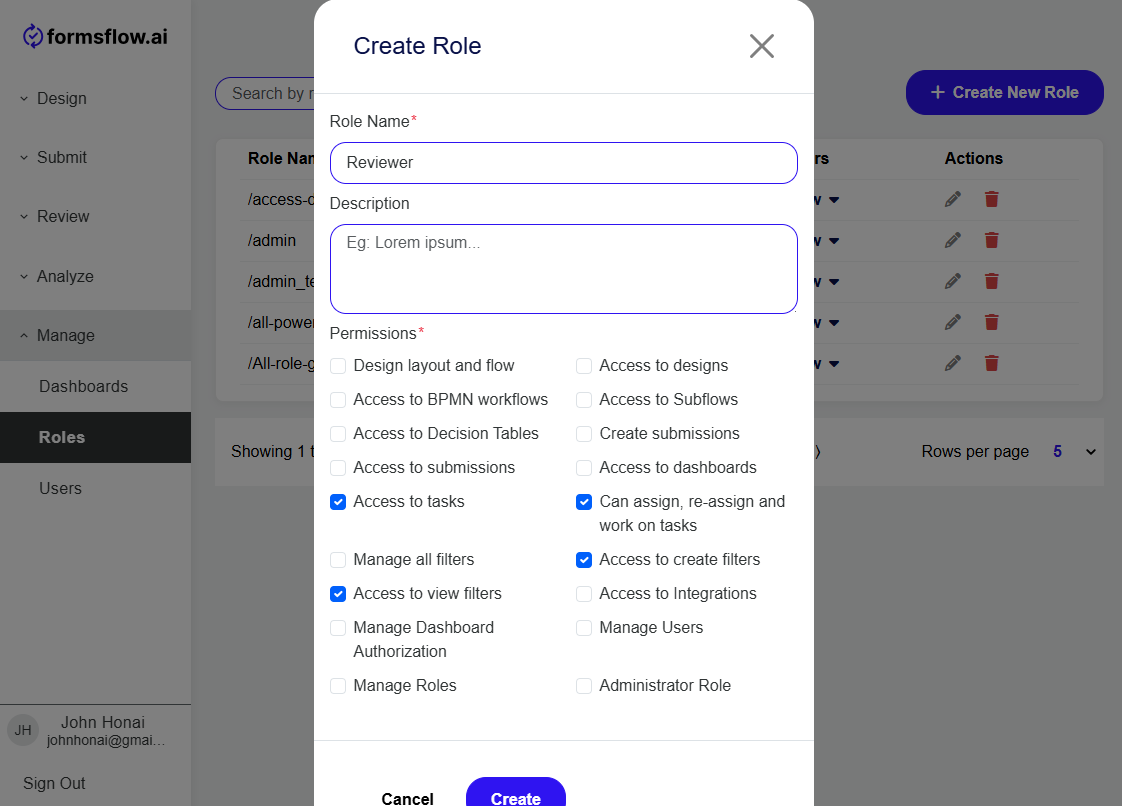 formsflow.ai
Create Role
Design
Search by
Create New Role
Role Name*
Submit
Role
Reviewer
Actions
/access-
Description
Review
/admin
Eg: Lorem ipsum...
Analyze
/admin_
/all-power
Manage
Permissions*
/All-role-
Design layout and flow
Access to designs
Dashboards
Access to BPMN workflows
Access to Subflows
Roles
Access to Decision Tables
Create submissions
Showing 1
Rows per page 5
Access to submissions
Access to dashboards
Users
Access to tasks
Can assign, re-assign and
work on tasks
Manage all filters
Access to create filters
Access to view filters
Access to Integrations
Manage Dashboard
Authorization
Manage Users
Manage Roles
Administrator Role
JH
John Honai
johnhonai@gmai...
Sign Out
Cancel
Create